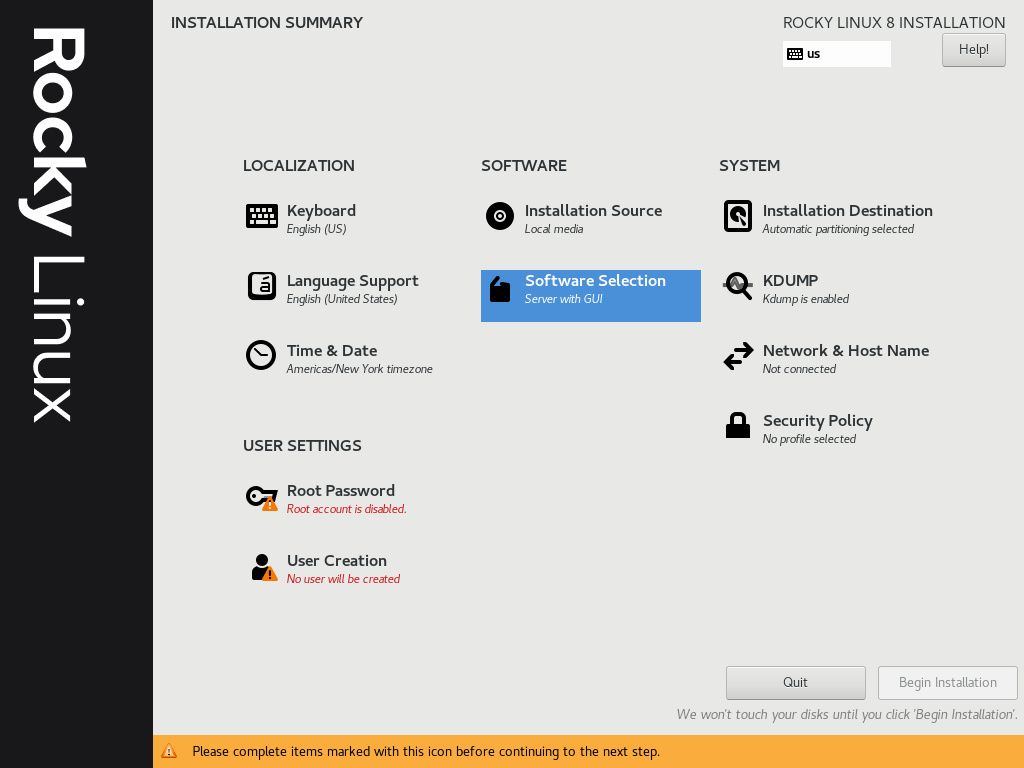 Rocky Linux
INSTALLATION SUMMARY
ROCKY LINUX 8 INSTALLATION
us
Help!
LOCALIZATION
Keyboard
English (US)
Language Support
English (United States)
Time & Date
Americas/New York timezone
SOFTWARE
Installation Source
Local media
Software Selection
Server with GUI
SYSTEM
Installation Destination
Automatic partitioning selected
KDUMP
Kdump is enabled
Network & Host Name
Not connected
Security Policy
No profile selected
USER SETTINGS
Root Password
Root account is disabled.
User Creation
No user will be created
Quit
Begin Installation
We won't touch your disks until you click 'Begin Installation'.
Please complete items marked with this icon before continuing to the next step.